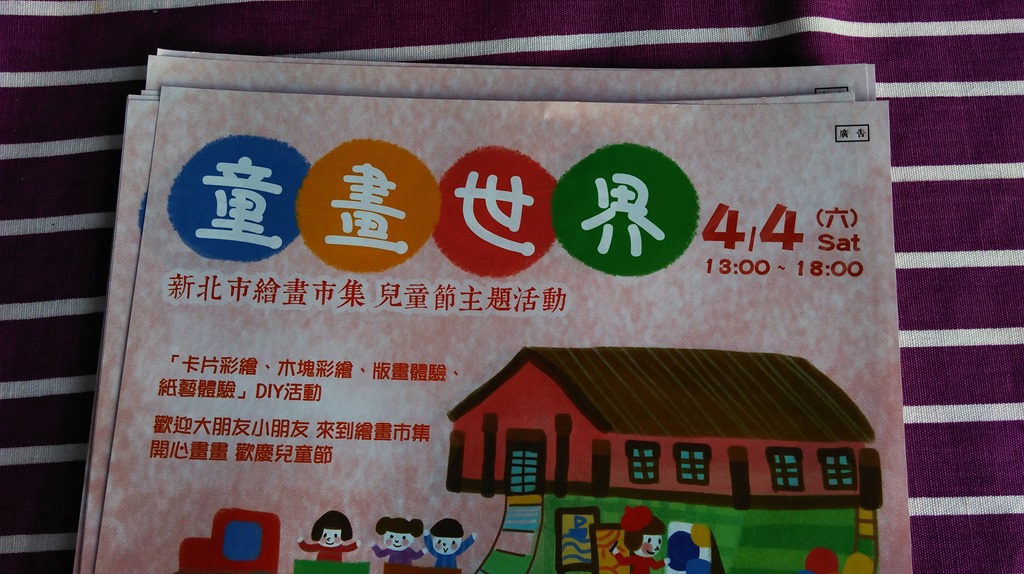 廣告
童畫世界
4/4 (六) Sat
13:00 ~ 18:00
新北市繪畫市集 兒童節主題活動
「卡片彩繪、木塊彩繪、版畫體驗、
紙藝體驗」DIY活動
歡迎大朋友小朋友 來到繪畫市集
開心畫畫 歡慶兒童節